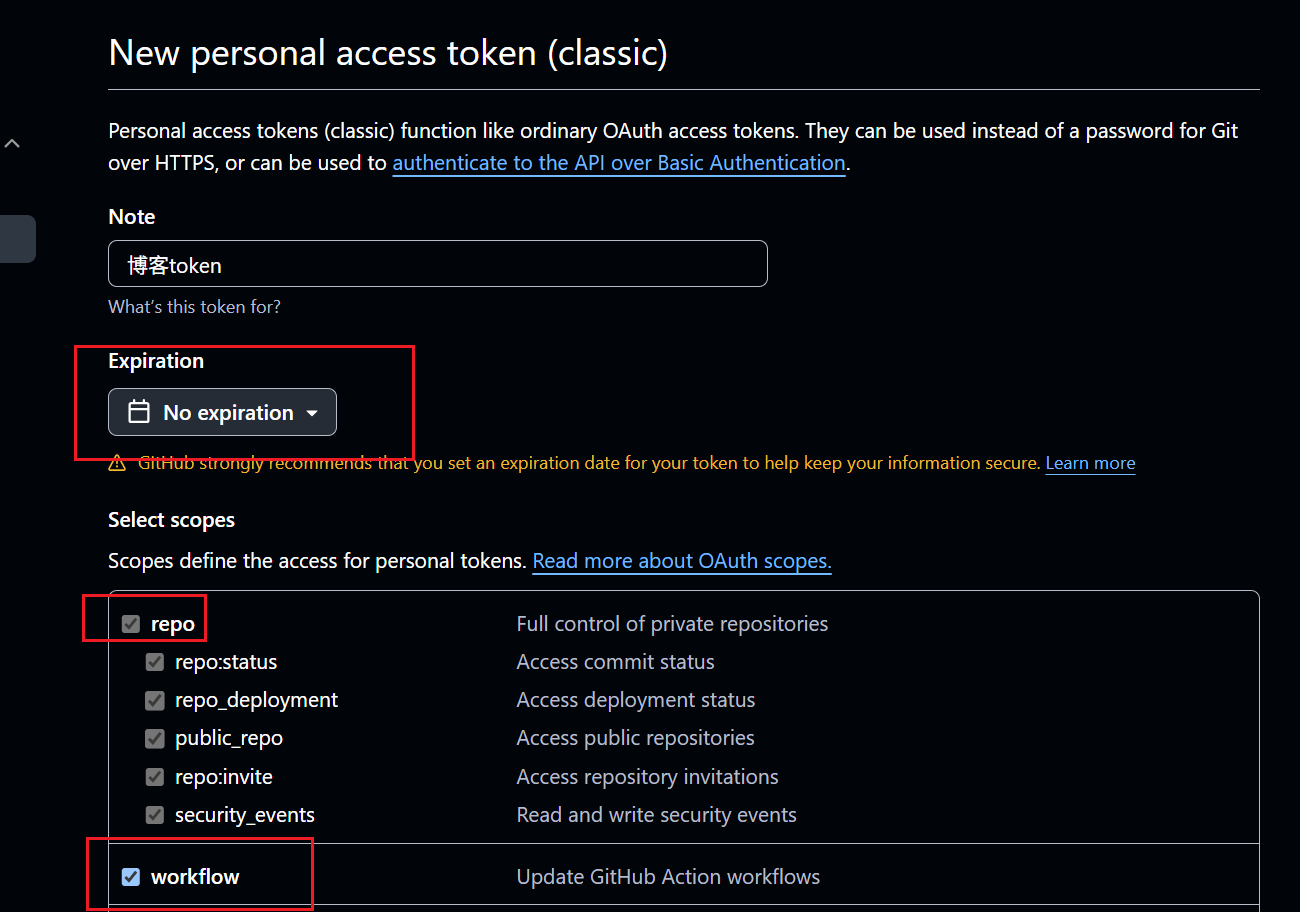 New personal access token (classic)
Personal access tokens (classic) function like ordinary OAuth access tokens. They can be used instead of a password for Git
over HTTPS, or can be used to authenticate to the API over Basic Authentication.
Note
博客token
What's this token for?
Expiration
No expiration
GitHub strongly recommends that you set an expiration date for your token to help keep your information secure. Learn more
Select scopes
Scopes define the access for personal tokens. Read more about OAuth scopes.
repo Full control of private repositories
repo:status Access commit status
repo_deployment Access deployment status
public_repo Access public repositories
repo:invite Access repository invitations
security_events Read and write security events
workflow Update GitHub Action workflows